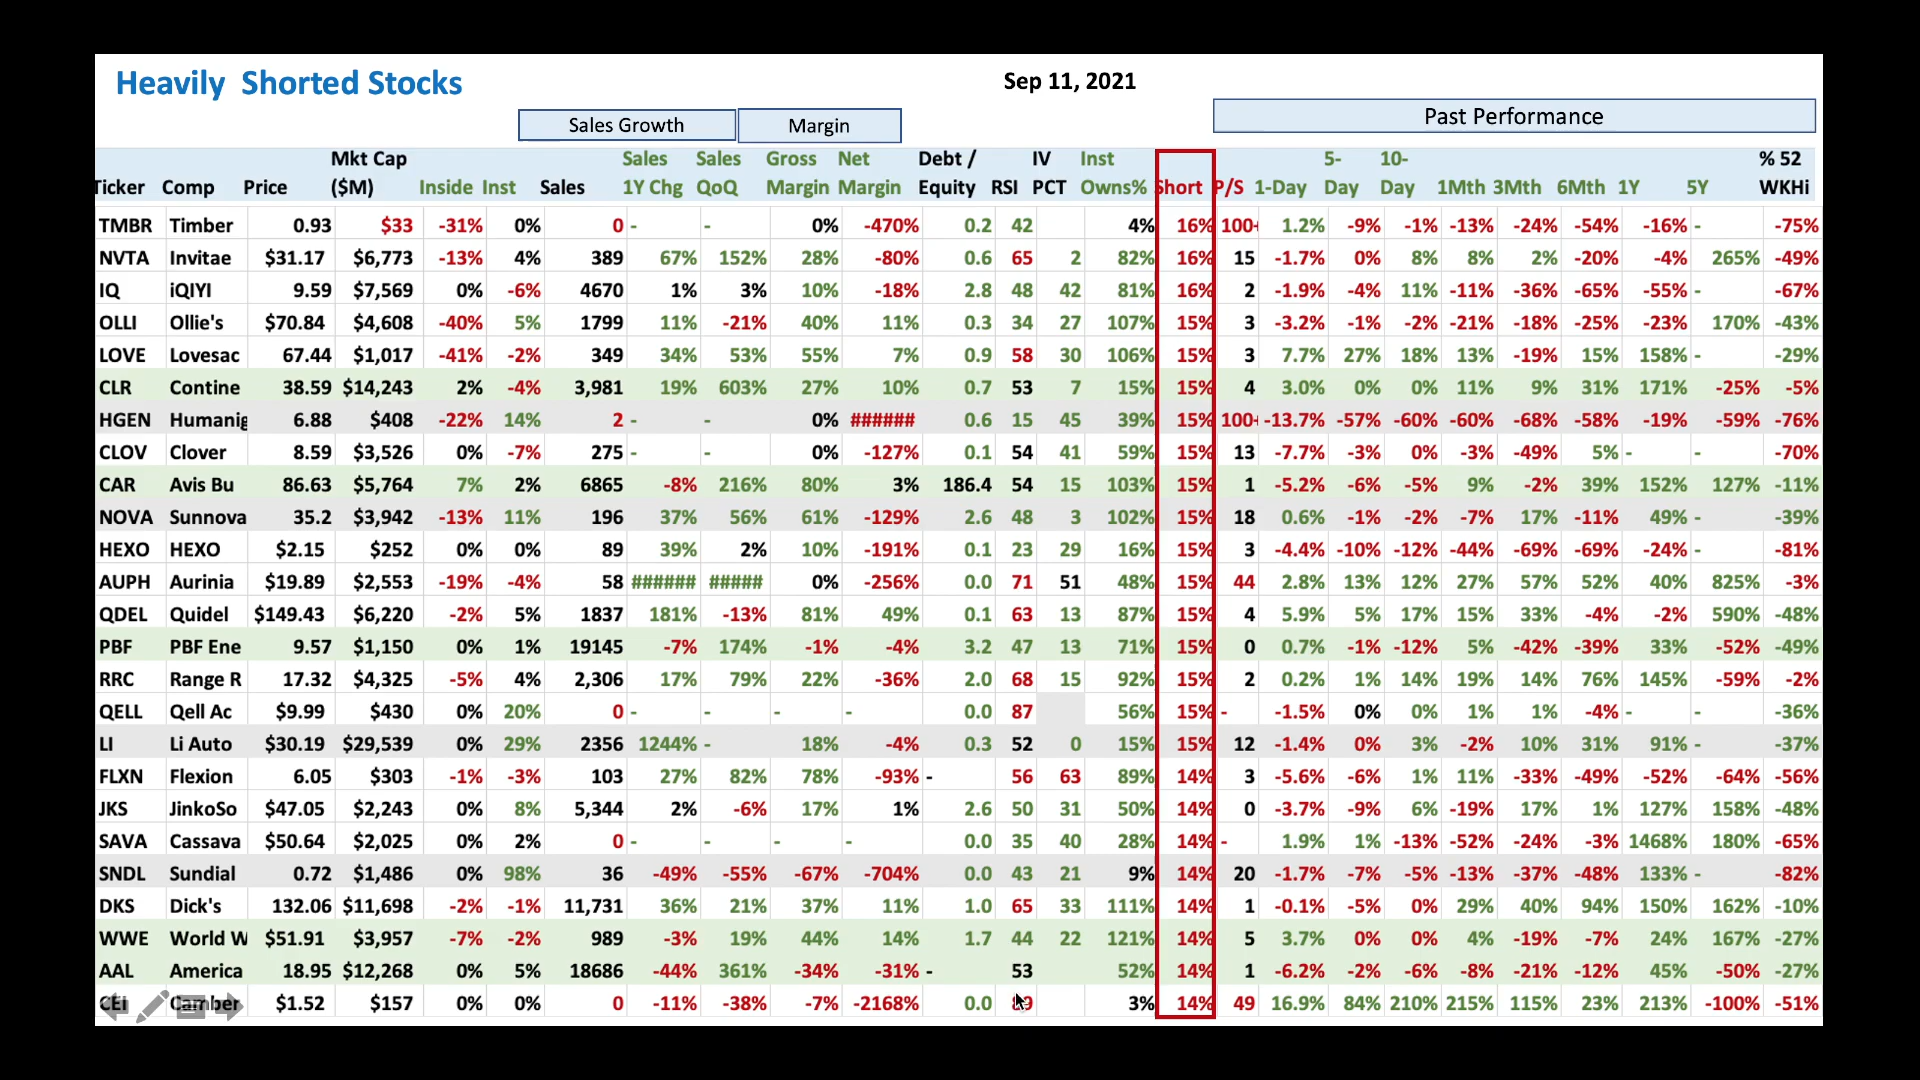 Heavily Shorted Stocks
Sep 11, 2021
Sales Growth Margin Past Performance
Mkt Cap Sales Sales Gross Net Debt / IV Inst 5- 10- % 52
Ticker Comp Price ($M) Inside Inst Sales 1Y Chg QoQ Margin Margin Equity RSI PCT Owns% Short P/S 1-Day Day Day 1Mth 3Mth 6Mth 1Y 5Y WKHi
TMBR Timber 0.93 $33 -31% 0% 0 - - 0% -470% 0.2 42 4% 16% 100+ 1.2% -9% -1% -13% -24% -54% -16% - -75%
NVTA Invitae $31.17 $6,773 -13% 4% 389 67% 152% 28% -80% 0.6 65 2 82% 16% 15 -1.7% 0% 8% 8% 2% -20% -4% 265% -49%
IQ iQIYI 9.59 $7,569 0% -6% 4670 1% 3% 10% -18% 2.8 48 42 81% 16% 2 -1.9% -4% 11% -11% -36% -65% -55% - -67%
OLLI Ollie's $70.84 $4,608 -40% 5% 1799 11% -21% 40% 11% 0.3 34 27 107% 15% 3 -3.2% -1% -2% -21% -18% -25% -23% 170% -43%
LOVE Lovesac 67.44 $1,017 -41% -2% 349 34% 53% 55% 7% 0.9 58 30 106% 15% 3 7.7% 27% 18% 13% -19% 15% 158% - -29%
CLR Contine 38.59 $14,243 2% -4% 3,981 19% 603% 27% 10% 0.7 53 7 15% 15% 4 3.0% 0% 0% 11% 9% 31% 171% -25% -5%
HGEN Humanig 6.88 $408 -22% 14% 2 - - 0% ###### 0.6 15 45 39% 15% 100+ -13.7% -57% -60% -60% -68% -58% -19% -59% -76%
CLOV Clover 8.59 $3,526 0% -7% 275 - - 0% -127% 0.1 54 41 59% 15% 13 -7.7% -3% 0% -3% -49% 5% - - -70%
CAR Avis Bu 86.63 $5,764 7% 2% 6865 -8% 216% 80% 3% 186.4 54 15 103% 15% 1 -5.2% -6% -5% 9% -2% 39% 152% 127% -11%
NOVA Sunnova 35.2 $3,942 -13% 11% 196 37% 56% 61% -129% 2.6 48 3 102% 15% 18 0.6% -1% -2% -7% 17% -11% 49% - -39%
HEXO HEXO $2.15 $252 0% 0% 89 39% 2% 10% -191% 0.1 23 29 16% 15% 3 -4.4% -10% -12% -44% -69% -69% -24% - -81%
AUPH Aurinia $19.89 $2,553 -19% -4% 58 ###### ##### 0% -256% 0.0 71 51 48% 15% 44 2.8% 13% 12% 27% 57% 52% 40% 825% -3%
QDEL Quidel $149.43 $6,220 -2% 5% 1837 181% -13% 81% 49% 0.1 63 13 87% 15% 4 5.9% 5% 17% 15% 33% -4% -2% 590% -48%
PBF PBF Ene 9.57 $1,150 0% 1% 19145 -7% 174% -1% -4% 3.2 47 13 71% 15% 0 0.7% -1% -12% 5% -42% -39% 33% -52% -49%
RRC Range R 17.32 $4,325 -5% 4% 2,306 17% 79% 22% -36% 2.0 68 15 92% 15% 2 0.2% 1% 14% 19% 14% 76% 145% -59% -2%
QELL Qell Ac $9.99 $430 0% 20% 0 - - - - 0.0 87 56% 15% - -1.5% 0% 0% 1% 1% -4% - - -36%
LI Li Auto $30.19 $29,539 0% 29% 2356 1244% - 18% -4% 0.3 52 0 15% 15% 12 -1.4% 0% 3% -2% 10% 31% 91% - -37%
FLXN Flexion 6.05 $303 -1% -3% 103 27% 82% 78% -93% - 56 63 89% 14% 3 -5.6% -6% 1% 11% -33% -49% -52% -64% -56%
JKS JinkoSo $47.05 $2,243 0% 8% 5,344 2% -6% 17% 1% 2.6 50 31 50% 14% 0 -3.7% -9% 6% -19% 17% 1% 127% 158% -48%
SAVA Cassava $50.64 $2,025 0% 2% 0 - - - - 0.0 35 40 28% 14% - 1.9% 1% -13% -52% -24% -3% 1468% 180% -65%
SNDL Sundial 0.72 $1,486 0% 98% 36 -49% -55% -67% -704% 0.0 43 21 9% 14% 20 -1.7% -7% -5% -13% -37% -48% 133% - -82%
DKS Dick's 132.06 $11,698 -2% -1% 11,731 36% 21% 37% 11% 1.0 65 33 111% 14% 1 -0.1% -5% 0% 29% 40% 94% 150% 162% -10%
WWE World W $51.91 $3,957 -7% -2% 989 -3% 19% 44% 14% 1.7 44 22 121% 14% 5 3.7% 0% 0% 4% -19% -7% 24% 167% -27%
AAL America 18.95 $12,268 0% 5% 18686 -44% 361% -34% -31% - 53 52% 14% 1 -6.2% -2% -6% -8% -21% -12% 45% -50% -27%
CEI Camber $1.52 $157 0% 0% 0 -11% -38% -7% -2168% 0.0 3% 14% 49 16.9% 84% 210% 215% 115% 23% 213% -100% -51%